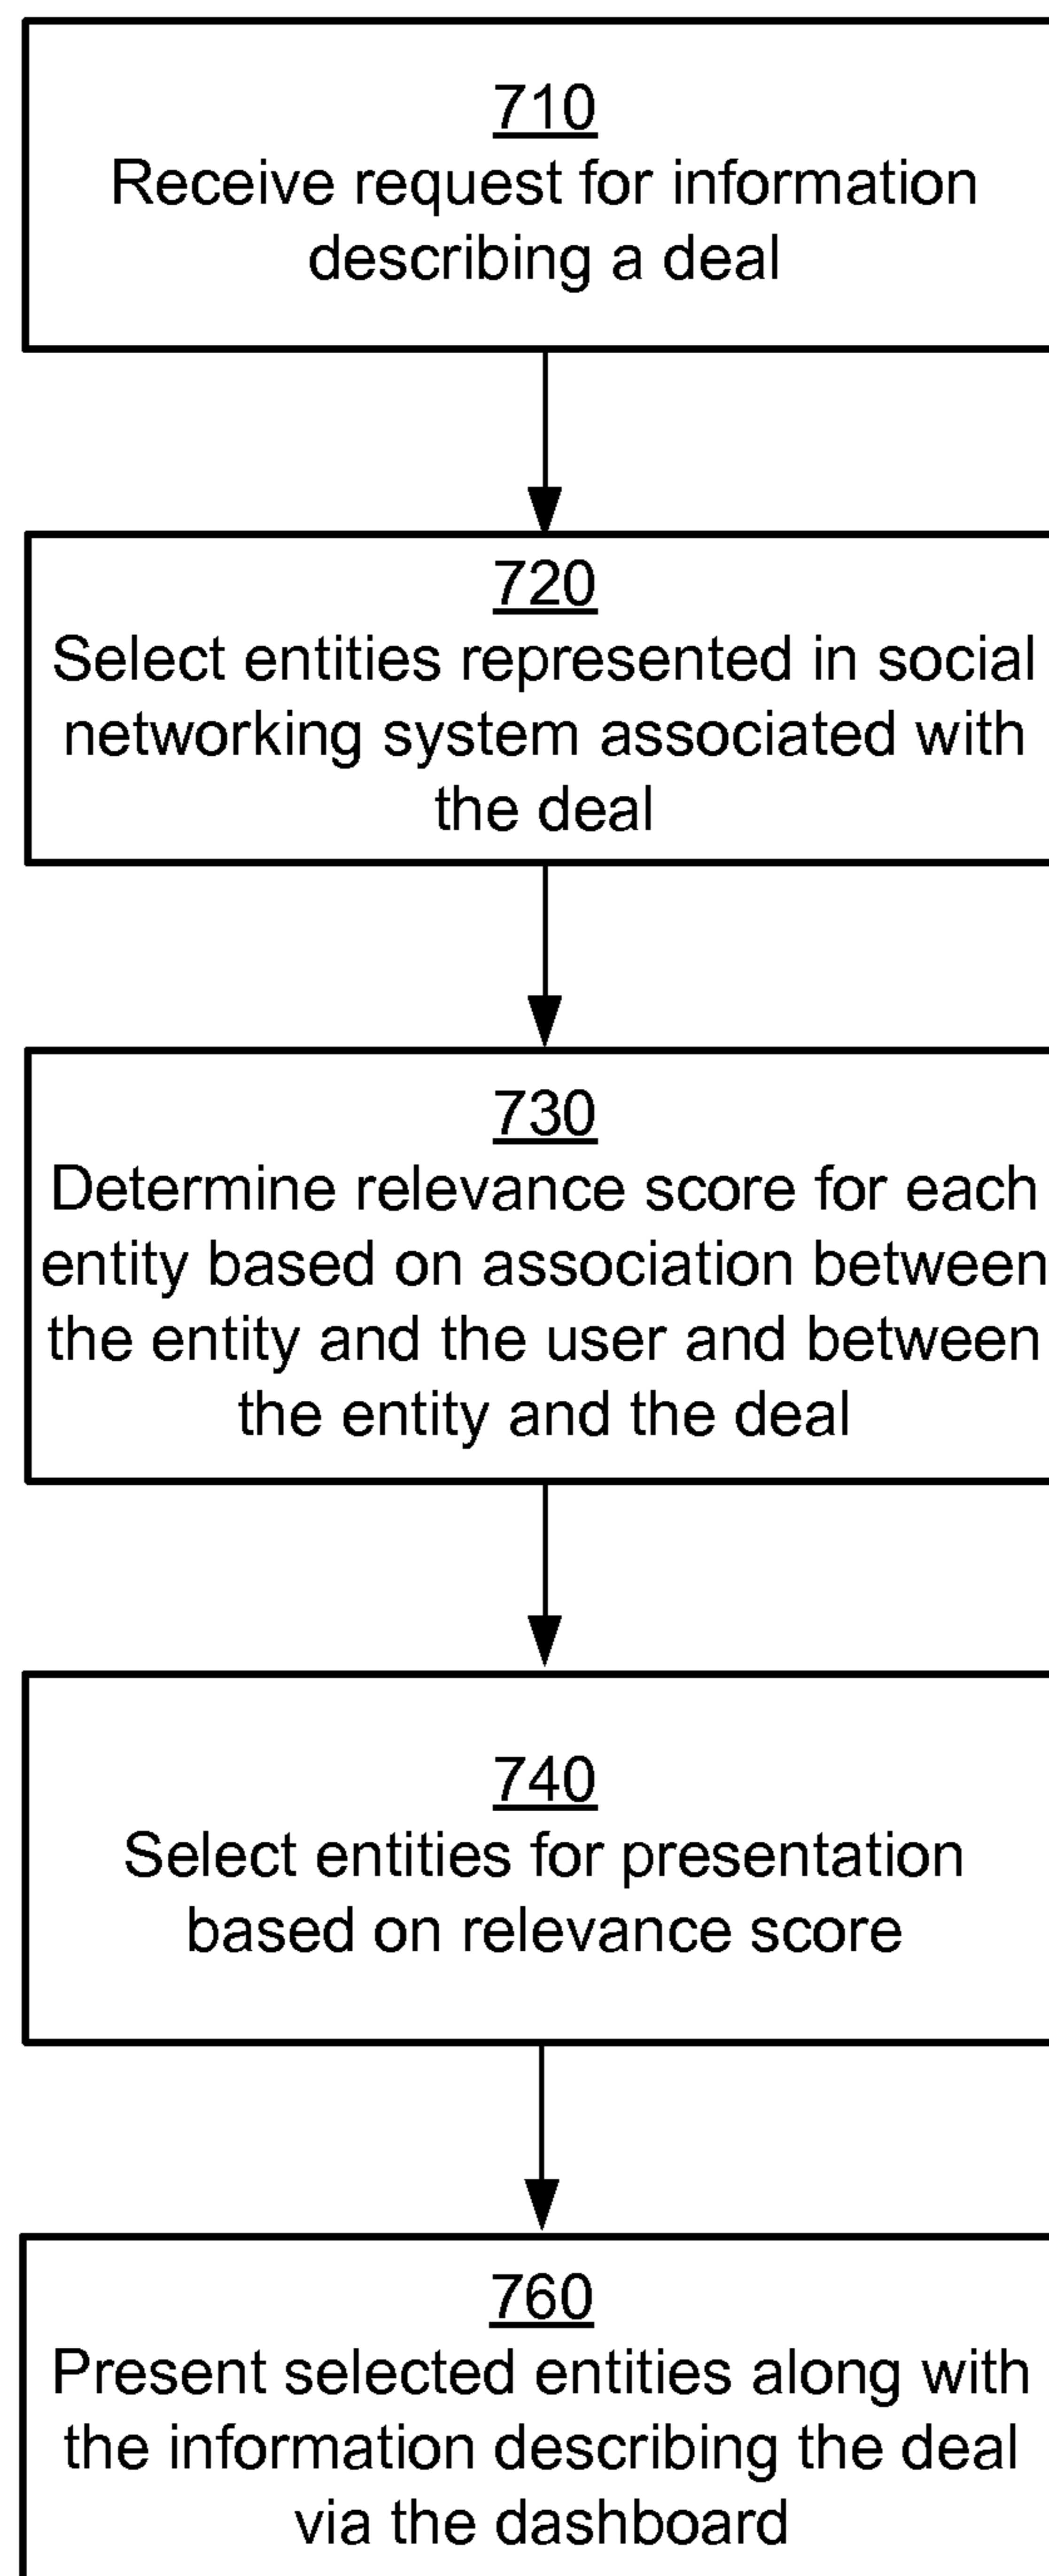 710
Receive request for information
describing a deal
720
Select entities represented in social
networking system associated with
the deal
730
Determine relevance score for each
entity based on association between
the entity and the user and between
the entity and the deal
740
Select entities for presentation
based on relevance score
760
Present selected entities along with
the information describing the deal
via the dashboard